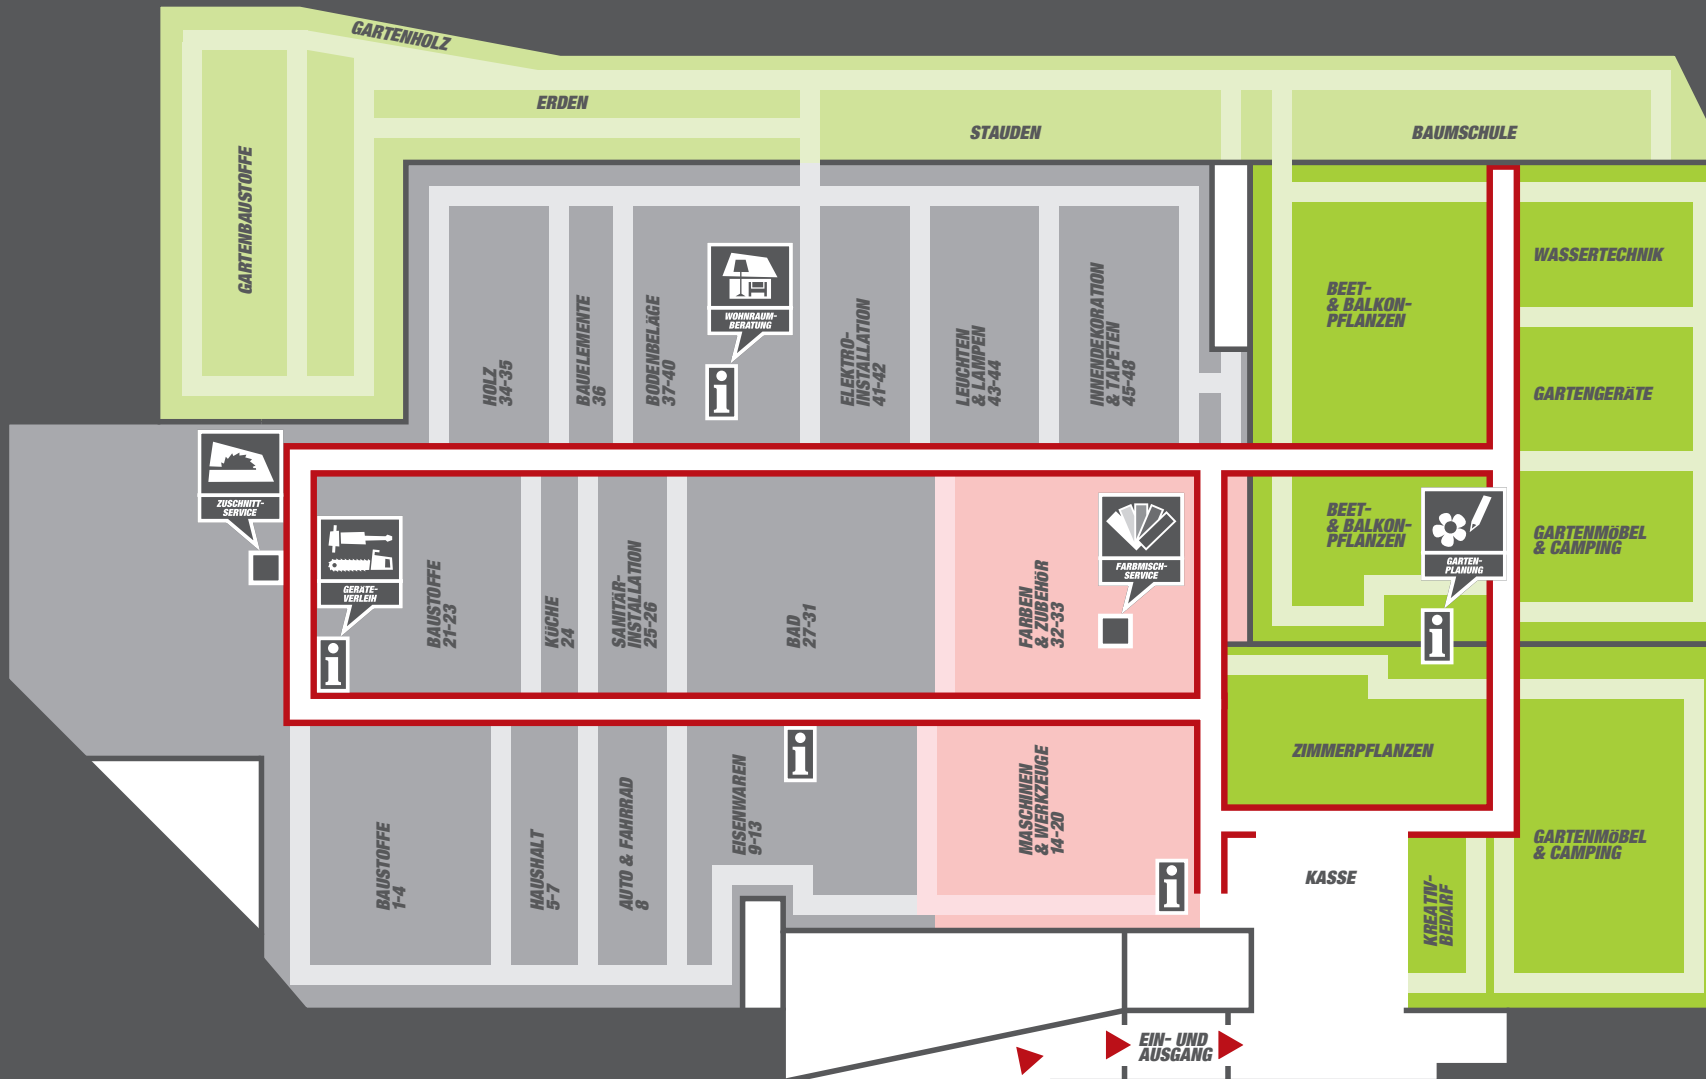 GARTENHOLZ
ERDEN
STAUDEN
BAUMSCHULE
GARTENBAUSTOFFE
HOLZ
34-35
BAUELEMENTE
36
BODENBELÄGE
37-40
WOHNRAUM-
BERATUNG
i
ELEKTRO-
INSTALLATION
41-42
LEUCHTEN
& LAMPEN
43-44
INNENDEKORATION
& TAPETEN
45-48
BEET-
& BALKON-
PFLANZEN
WASSERTECHNIK
GARTENGERÄTE
ZUSCHNITT-
SERVICE
GERÄTE-
VERLEIH
i
BAUSTOFFE
21-23
KÜCHE
24
SANITÄR-
INSTALLATION
25-26
BAD
27-31
FARBEN
& ZUBEHÖR
32-33
FARBMISCH-
SERVICE
BEET-
& BALKON-
PFLANZEN
GARTEN-
PLANUNG
i
GARTENMÖBEL
& CAMPING
BAUSTOFFE
1-4
HAUSHALT
5-7
AUTO & FAHRRAD
8
EISENWAREN
9-13
i
MASCHINEN
& WERKZEUGE
14-20
i
ZIMMERPFLANZEN
KASSE
KREATIV-
BEDARF
GARTENMÖBEL
& CAMPING
EIN- UND
AUSGANG